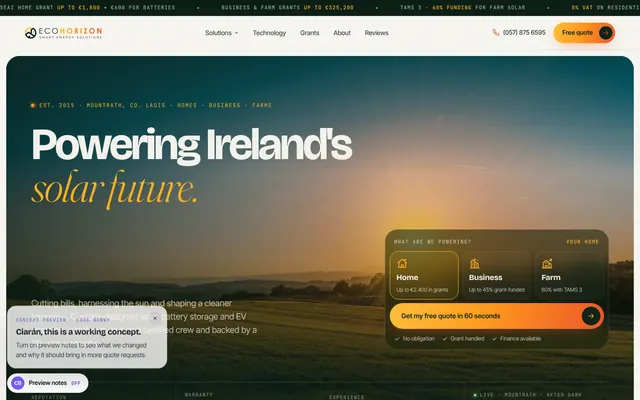 SEAI HOME GRANT UP TO €1,800 + €600 FOR BATTERIES • BUSINESS & FARM GRANTS UP TO €325,200 • TAMS 3 · 60% FUNDING FOR FARM SOLAR • 0% VAT ON RESIDENTI
ECOHORIZON
SMART ENERGY SOLUTIONS
Solutions Technology Grants About Reviews
(057) 875 6595
Free quote
EST. 2015 · MOUNTRATH, CO. LAOIS · HOMES · BUSINESS · FARMS
Powering Ireland's
solar future.
WHAT ARE WE POWERING? YOUR HOME
Home
Up to €2,400 in grants
Business
Up to 45% grant-funded
Farm
60% with TAMS 3
Get my free quote in 60 seconds
No obligation Grant handled Finance available
Cutting bills, harnessing the sun and shaping a cleaner
battery storage and EV
crew and backed by a
CONCEPT PREVIEW
Ciarán, this is a working concept.
Turn on preview notes to see what we changed
and why it should bring in more quote requests.
CB Preview notes OFF
REPUTATION
WARRANTY
EXPERIENCE
LIVE · MOUNTRATH · AFTER DARK